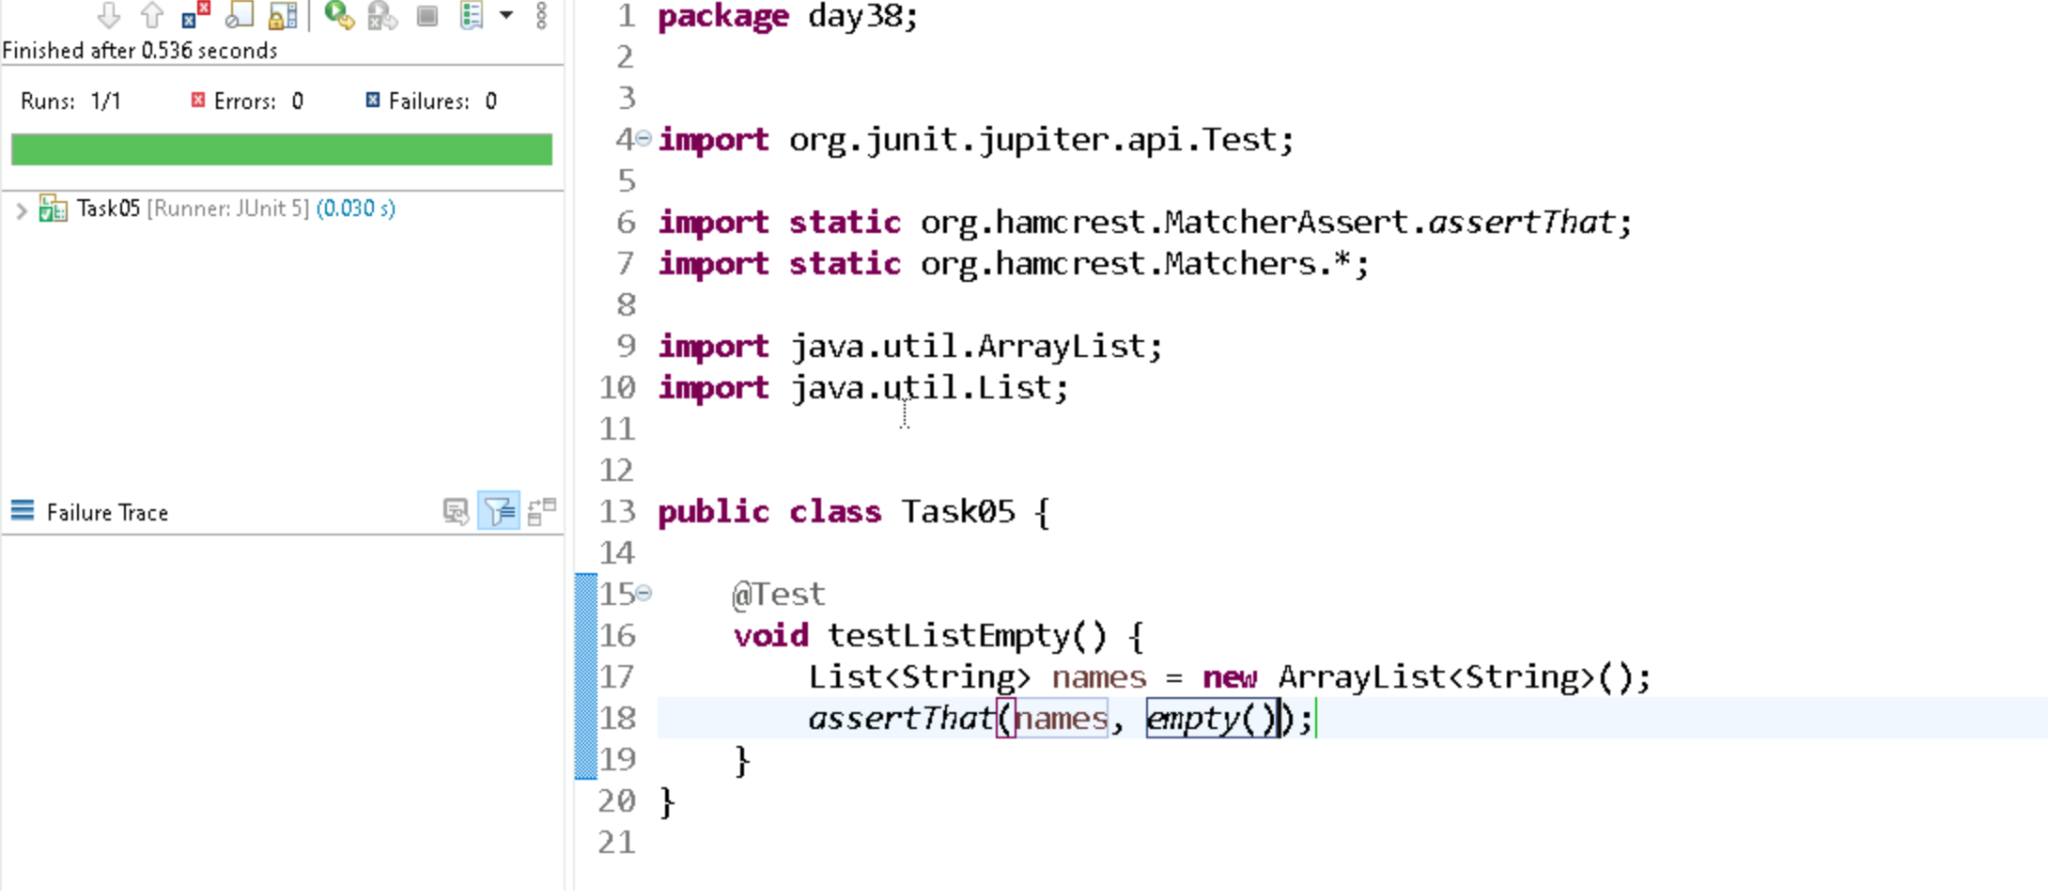 Finished after 0.536 seconds
Runs: 1/1 Errors: 0 Failures: 0
Task05 [Runner: JUnit 5] (0.030 s)
Failure Trace
1 package day38;
2
3
4 import org.junit.jupiter.api.Test;
5
6 import static org.hamcrest.MatcherAssert.assertThat;
7 import static org.hamcrest.Matchers.*;
8
9 import java.util.ArrayList;
10 import java.util.List;
11
12
13 public class Task05 {
14
15 @Test
16 void testListEmpty() {
17 List<String> names = new ArrayList<String>();
18 assertThat(names, empty());
19 }
20 }
21